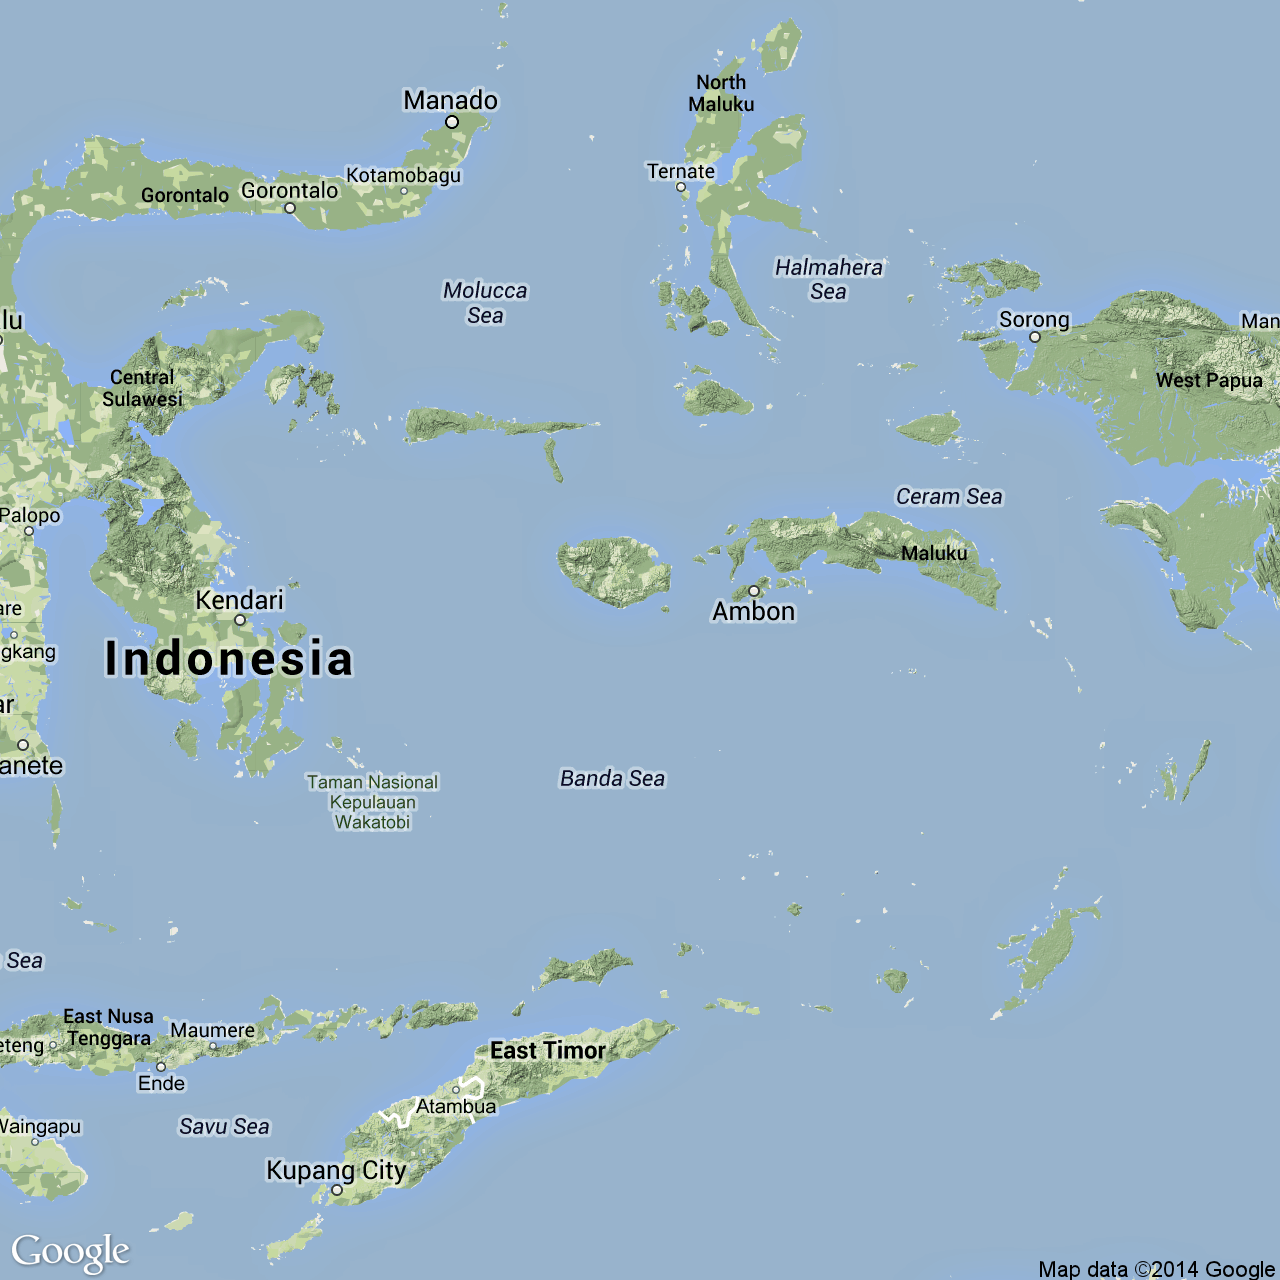 North
Maluku
Manado
Ternate
Kotamobagu
Gorontalo
Gorontalo
Halmahera
Sea
Molucca
Sea
lu
Sorong
Man
Central
Sulawesi
West Papua
Ceram Sea
Palopo
Maluku
Kendari
are
Ambon
gkang
Indonesia
ar
anete
Banda Sea
Taman Nasional
Kepulauan
Wakatobi
Sea
East Nusa
Tenggara
Maumere
eteng
East Timor
Ende
Atambua
Savu Sea
Waingapu
Kupang City
Google
Map data ©2014 Google